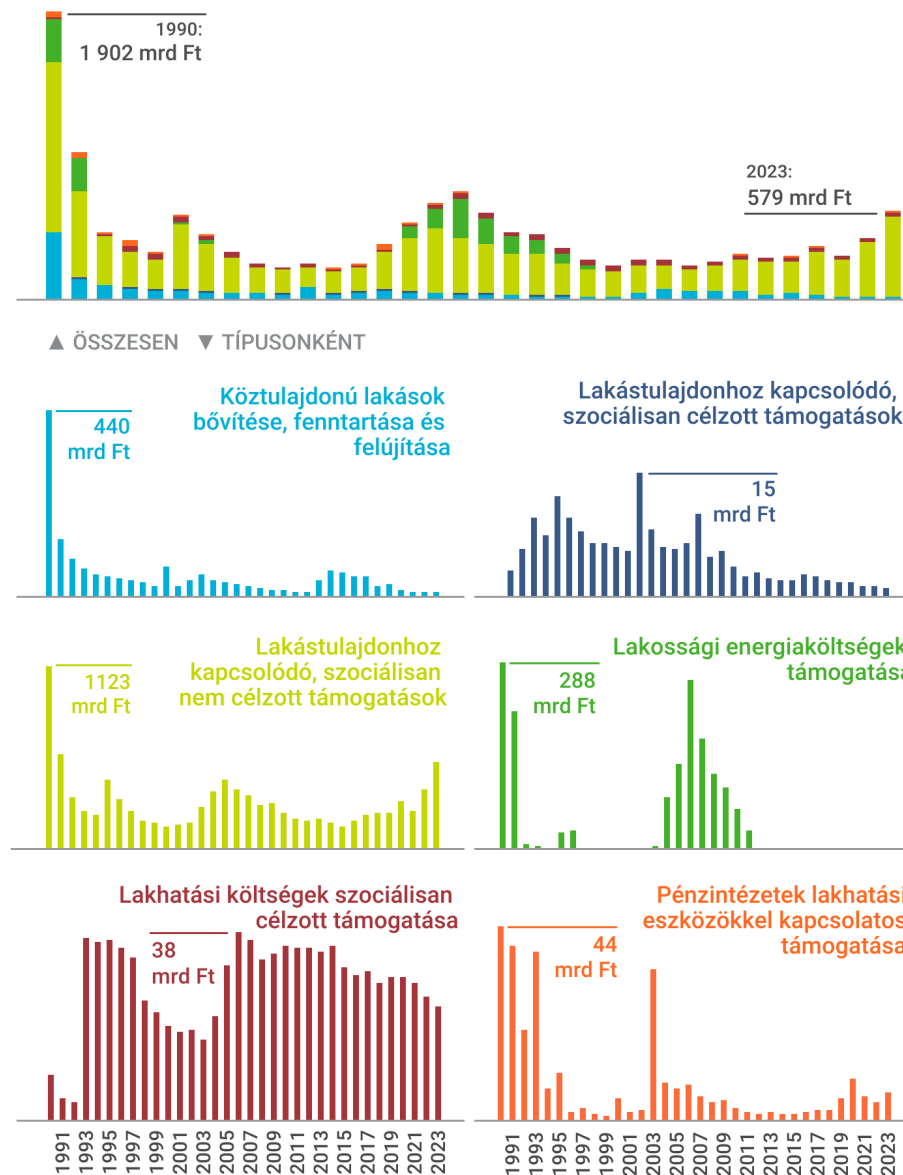 1990:
1 902 mrd Ft
2023:
579 mrd Ft
▲ ÖSSZESEN ▼ TÍPUSONKÉNT
Köztulajdonú lakások
bővítése, fenntartása és
felújítása
440
mrd Ft
Lakástulajdonhoz kapcsolódó,
szociálisan célzott támogatások
15
mrd Ft
Lakástulajdonhoz
kapcsolódó, szociálisan
nem célzott támogatások
1123
mrd Ft
Lakossági energiaköltségek
támogatása
288
mrd Ft
Lakhatási költségek szociálisan
célzott támogatása
38
mrd Ft
Pénzintézetek lakhatási
eszközökkel kapcsolatos
támogatása
44
mrd Ft
1991 1993 1995 1997 1999 2001 2003 2005 2007 2009 2011 2013 2015 2017 2019 2021 2023
1991 1993 1995 1997 1999 2001 2003 2005 2007 2009 2011 2013 2015 2017 2019 2021 2023